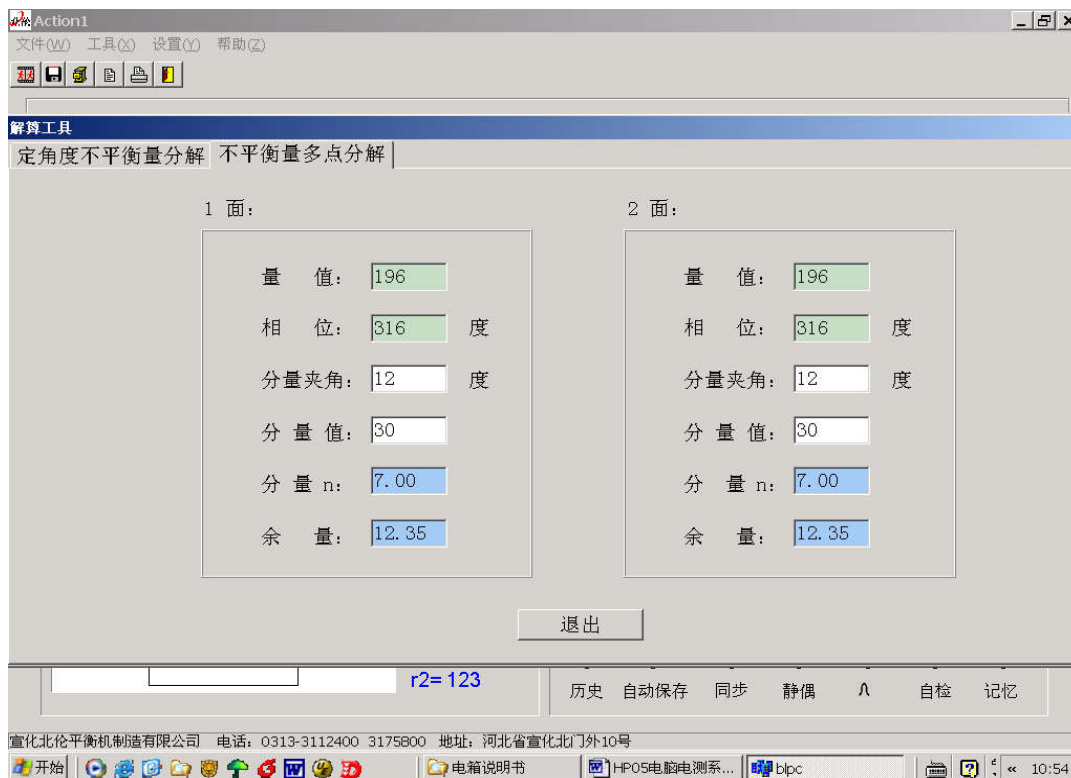 Action1
文件(W) 工具(X) 设置(Y) 帮助(Z)
解算工具
定角度不平衡量分解 不平衡量多点分解
1 面： 2 面：
量 值： 196 量 值： 196
相 位： 316 度 相 位： 316 度
分量夹角： 12 度 分量夹角： 12 度
分 量 值： 30 分 量 值： 30
分 量 n： 7.00 分 量 n： 7.00
余 量： 12.35 余 量： 12.35
退出
r2= 123
历史 自动保存 同步 静偶 自检 记忆
宣化北伦平衡机制造有限公司 电话：0313-3112400 3175800 地址：河北省宣化北门外10号
开始 电箱说明书 HP05电脑电测系... blpc « 10:54